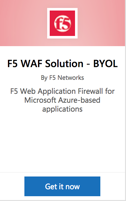 F5
F5 WAF Solution - BYOL
By F5 Networks
F5 Web Application Firewall for
Microsoft Azure-based
applications
Get it now